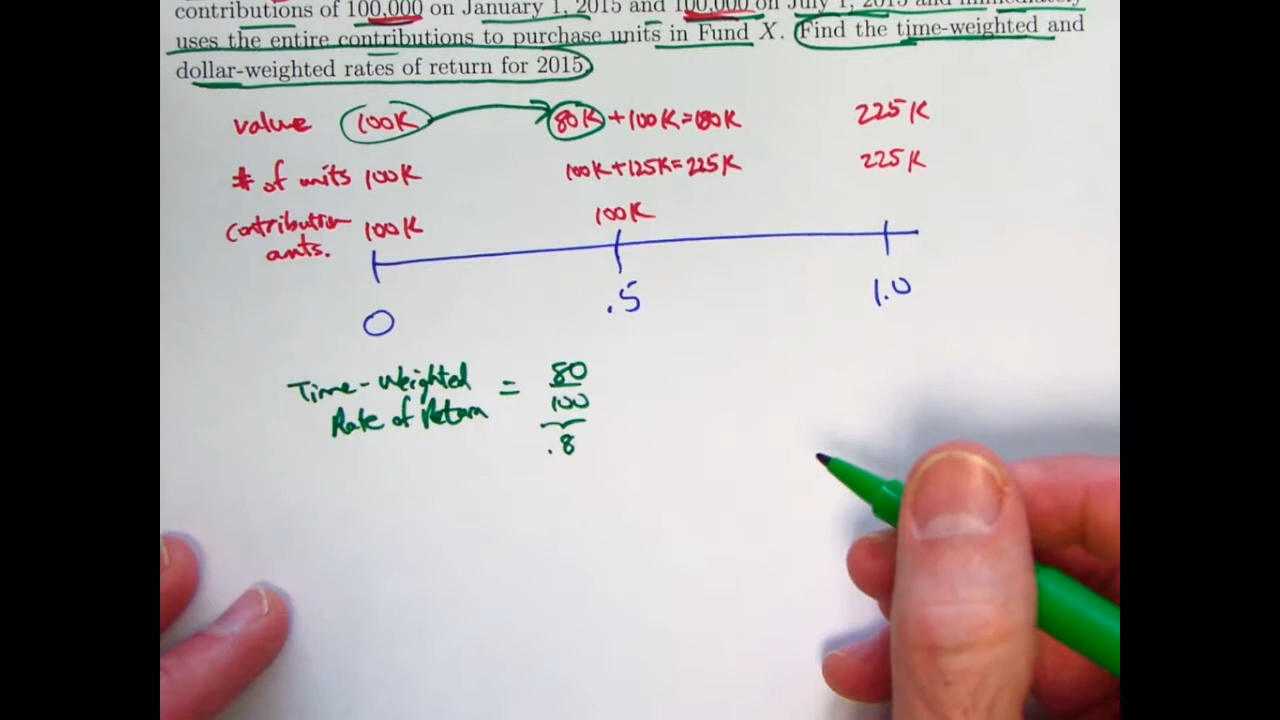 contributions of 100,000 on January 1, 2015 and 100,000 on July 1, 2015 and immediately
uses the entire contributions to purchase units in Fund X. Find the time-weighted and
dollar-weighted rates of return for 2015
value 100K 80K + 100K = 180K 225K
# of units 100K 100K + 125K = 225K 225K
contribution 100K 100K
amts.
0 .5 1.0
Time-Weighted = 80
Rate of Return 100
.8